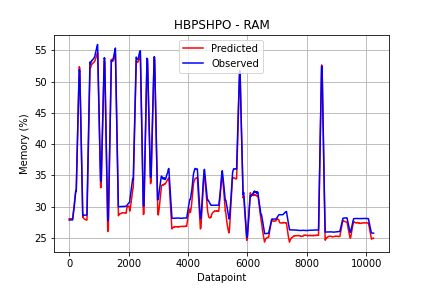 HBPSHPO - RAM
Predicted
Observed
Memory (%)
55
50
45
40
35
30
25
0
2000
4000
6000
8000
10000
Datapoint